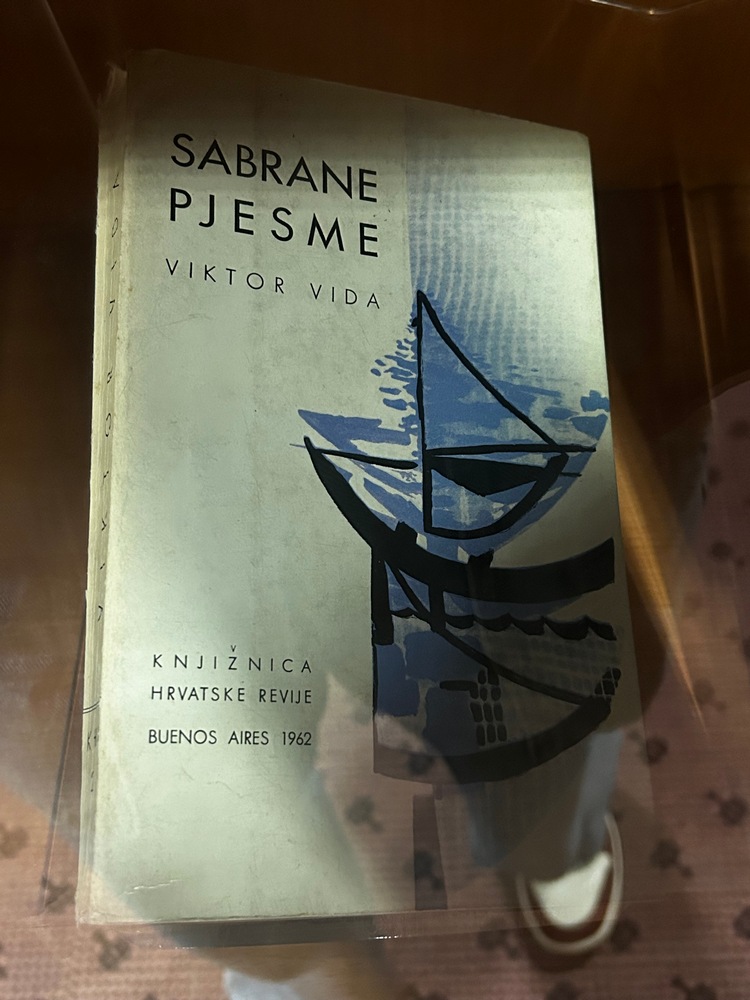 SABRANE
PJESME
VIKTOR VIDA
KNJIŽNICA
HRVATSKE REVIJE
BUENOS AIRES 1962